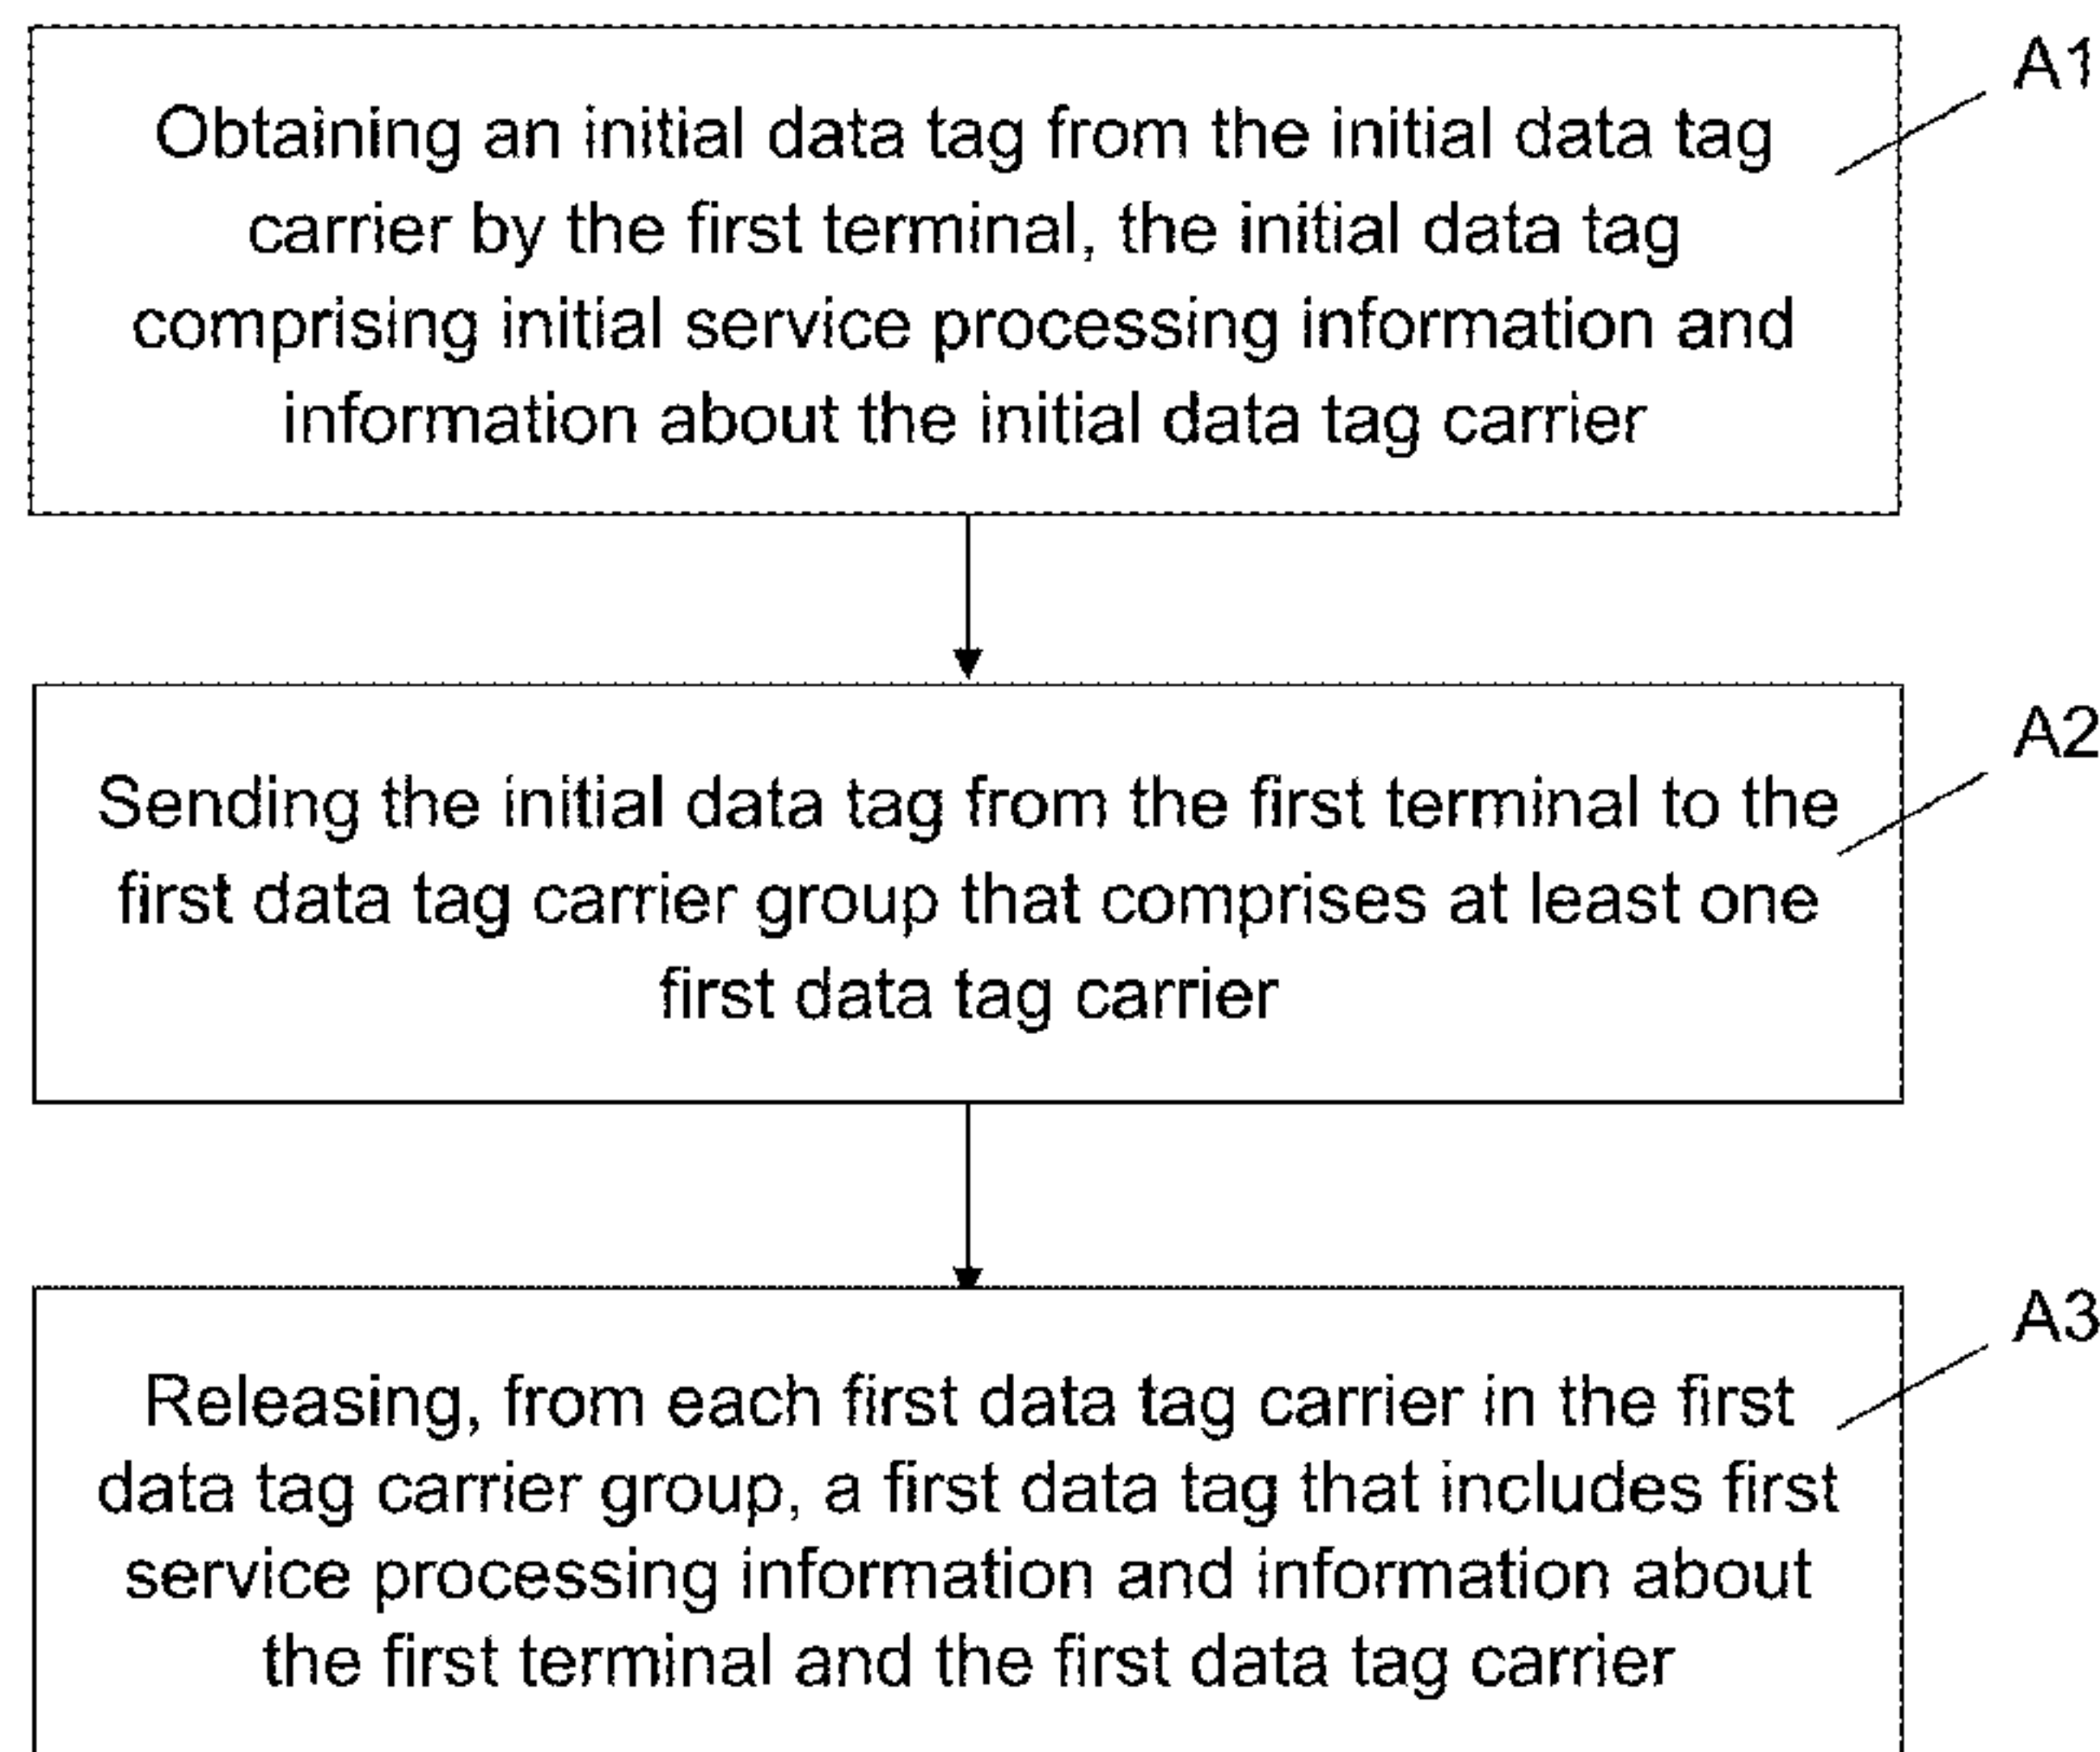 A1
Obtaining an initial data tag from the initial data tag
carrier by the first terminal, the initial data tag
comprising initial service processing information and
information about the initial data tag carrier
A2
Sending the initial data tag from the first terminal to the
first data tag carrier group that comprises at least one
first data tag carrier
A3
Releasing, from each first data tag carrier in the first
data tag carrier group, a first data tag that includes first
service processing information and information about
the first terminal and the first data tag carrier